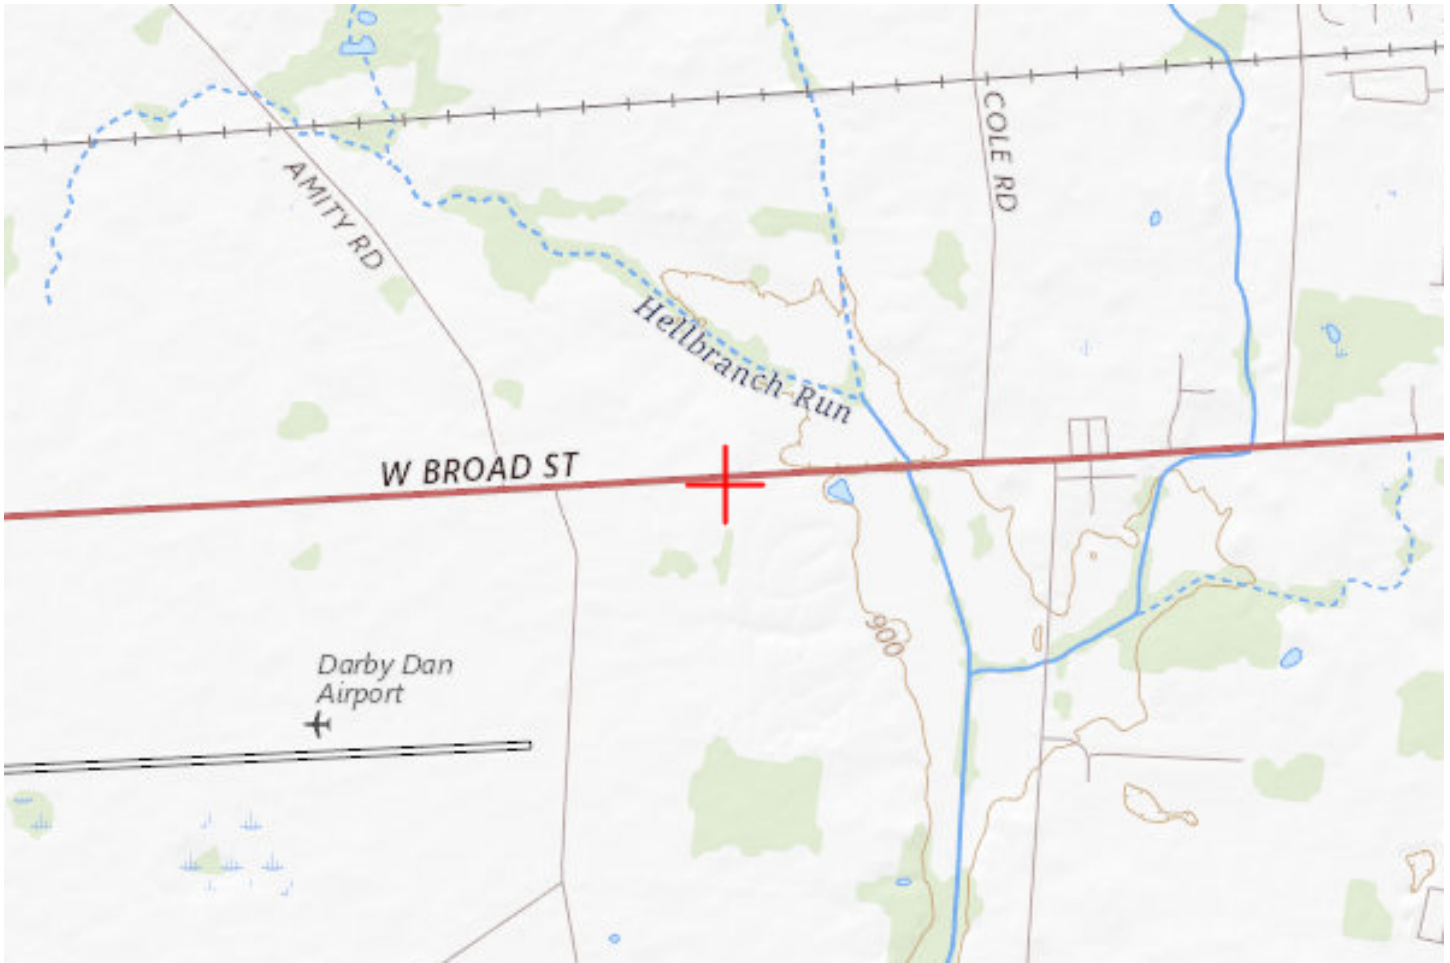 COLE RD
AMITY RD
Hellbranch Run
W BROAD ST
900
Darby Dan
Airport